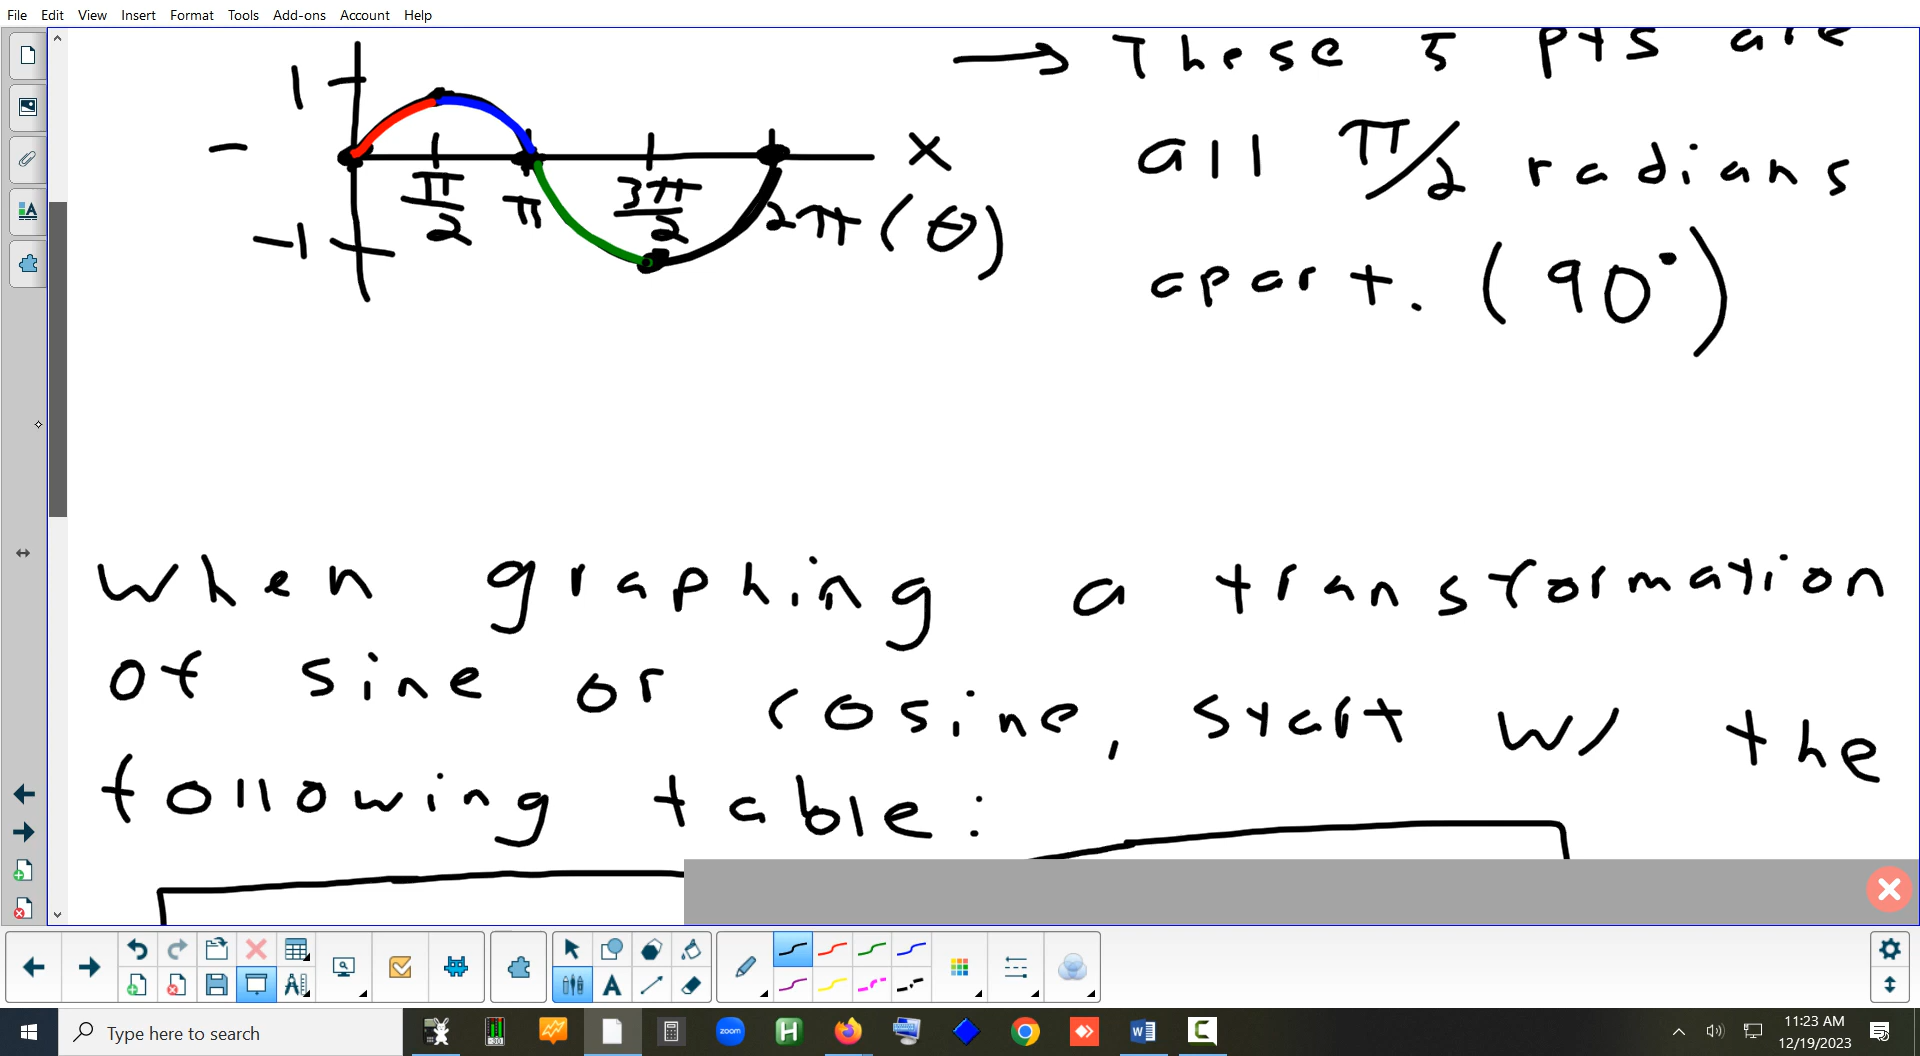 File Edit View Insert Format Tools Add-ons Account Help
→ These 5 pts are
all π/2 radians
apart. (90°)
1
-
-1
π/2 π 3π/2 2π (θ)
x
When graphing a transformation
of sine or cosine, start w/ the
following table:
Type here to search
zoom
11:23 AM
12/19/2023